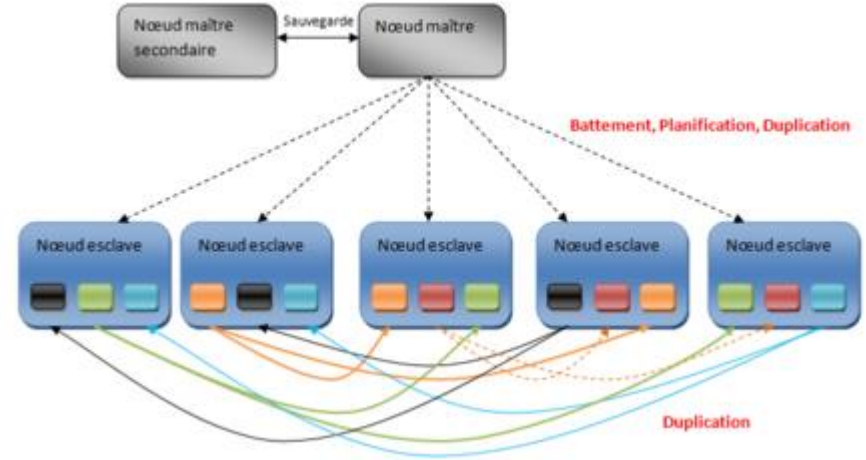 Nœud maître
secondaire
Sauvegarde
Nœud maître
Battement, Planification, Duplication
Nœud esclave
Nœud esclave
Nœud esclave
Nœud esclave
Nœud esclave
Duplication